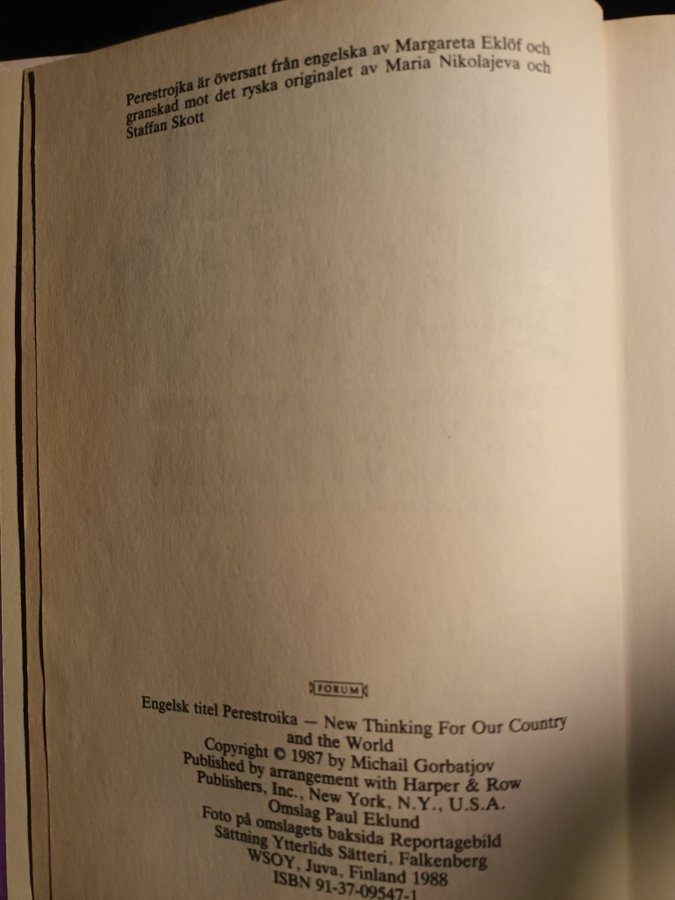 Perestrojka är översatt från engelska av Margareta Eklöf och
granskad mot det ryska originalet av Maria Nikolajeva och
Staffan Skott
FORUM
Engelsk titel Perestroika — New Thinking For Our Country
and the World
Copyright © 1987 by Michail Gorbatjov
Published by arrangement with Harper & Row
Publishers, Inc., New York, N.Y., U.S.A.
Omslag Paul Eklund
Foto på omslagets baksida Reportagebild
Sättning Ytterlids Sätteri, Falkenberg
WSOY, Juva, Finland 1988
ISBN 91-37-09547-1